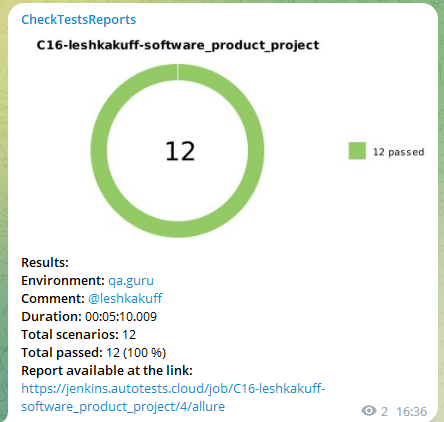 CheckTestsReports
C16-leshkakuff-software_product_project
12
12 passed
Results:
Environment: qa.guru
Comment: @leshkakuff
Duration: 00:05:10.009
Total scenarios: 12
Total passed: 12 (100 %)
Report available at the link:
https://jenkins.autotests.cloud/job/C16-leshkakuff-
software_product_project/4/allure
2 16:36